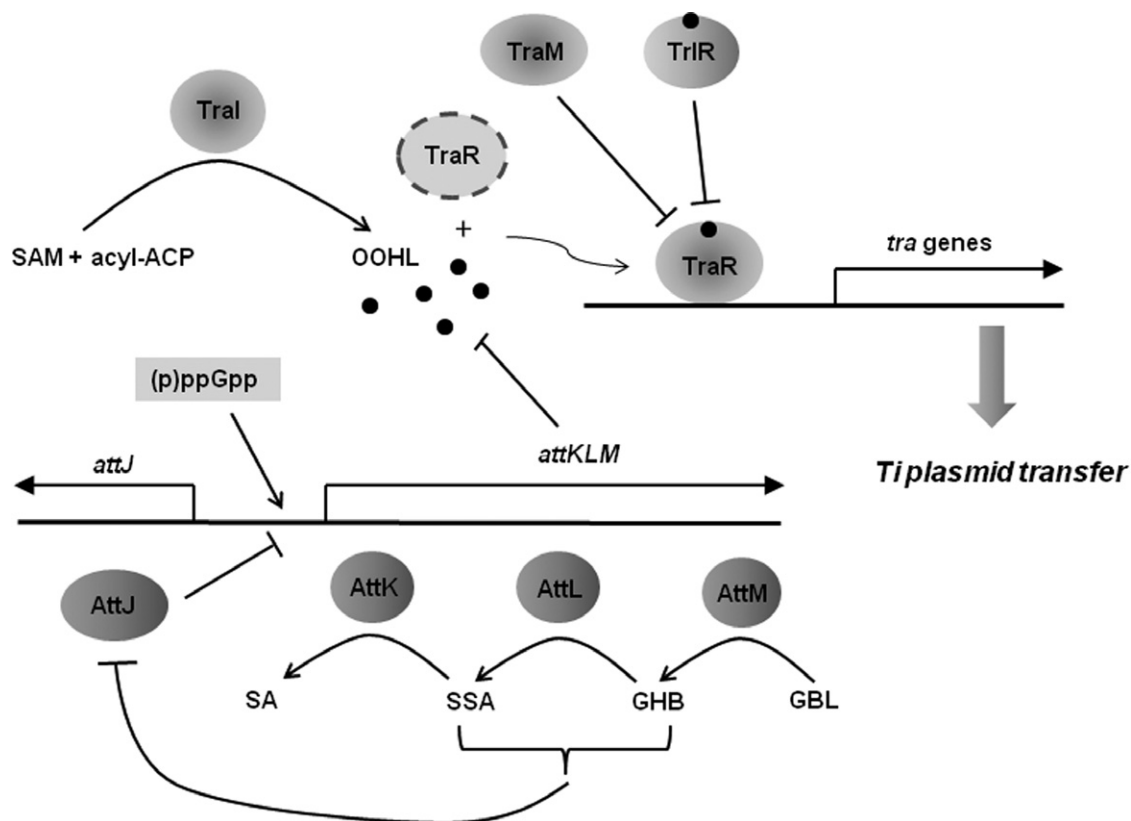 TraM
TrlR
TraI
TraR
+
SAM + acyl-ACP
OOHL
TraR
tra genes
(p)ppGpp
attJ
attKLM
Ti plasmid transfer
AttJ
AttK
AttL
AttM
SA
SSA
GHB
GBL